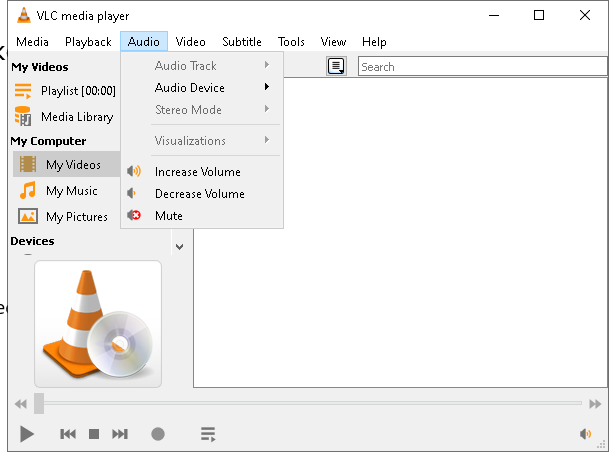 VLC media player
Media Playback Audio Video Subtitle Tools View Help
My Videos
Playlist [00:00]
Media Library
My Computer
My Videos
My Music
My Pictures
Devices
Audio Track
Audio Device
Stereo Mode
Visualizations
Increase Volume
Decrease Volume
Mute
Search